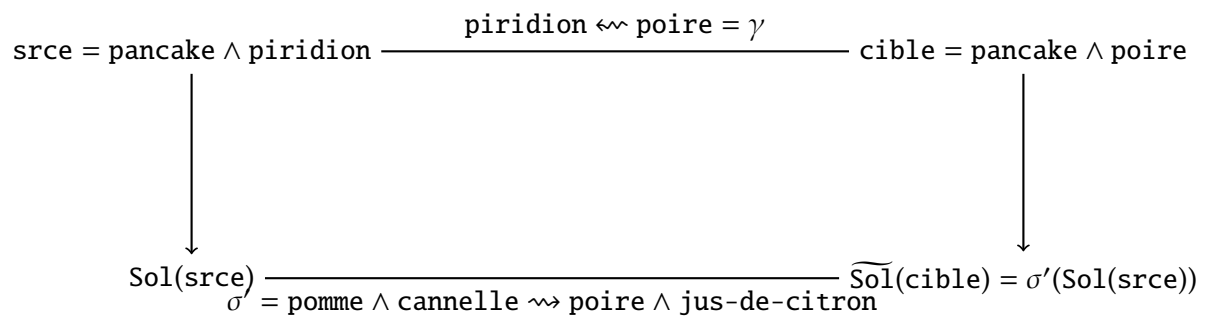 piridion ⇜ poire = γ
srce = pancake ∧ piridion
cible = pancake ∧ poire
Sol(srce)
S͠ol(cible) = σ′(Sol(srce))
σ′ = pomme ∧ cannelle ⇝ poire ∧ jus-de-citron